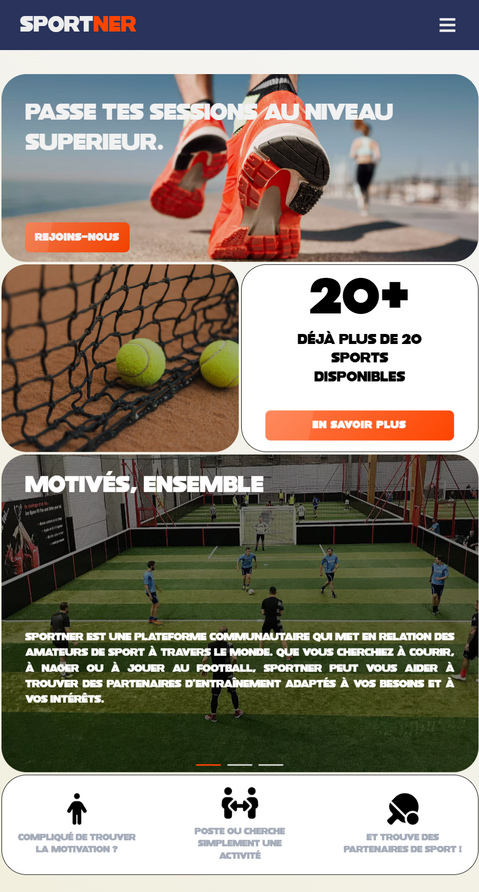 SPORTNER
PASSE TES SESSIONS AU NIVEAU
SUPERIEUR.
REJOINS-NOUS
20+
DÉJÀ PLUS DE 20
SPORTS
DISPONIBLES
EN SAVOIR PLUS
MOTIVÉS, ENSEMBLE
SPORTNER EST UNE PLATEFORME COMMUNAUTAIRE QUI MET EN RELATION DES
AMATEURS DE SPORT À TRAVERS LE MONDE. QUE VOUS CHERCHIEZ À COURIR,
À NAGER OU À JOUER AU FOOTBALL, SPORTNER PEUT VOUS AIDER À
TROUVER DES PARTENAIRES D'ENTRAÎNEMENT ADAPTÉS À VOS BESOINS ET À
VOS INTÉRÊTS.
COMPLIQUÉ DE TROUVER
LA MOTIVATION ?
POSTE OU CHERCHE
SIMPLEMENT UNE
ACTIVITÉ
ET TROUVE DES
PARTENAIRES DE SPORT !